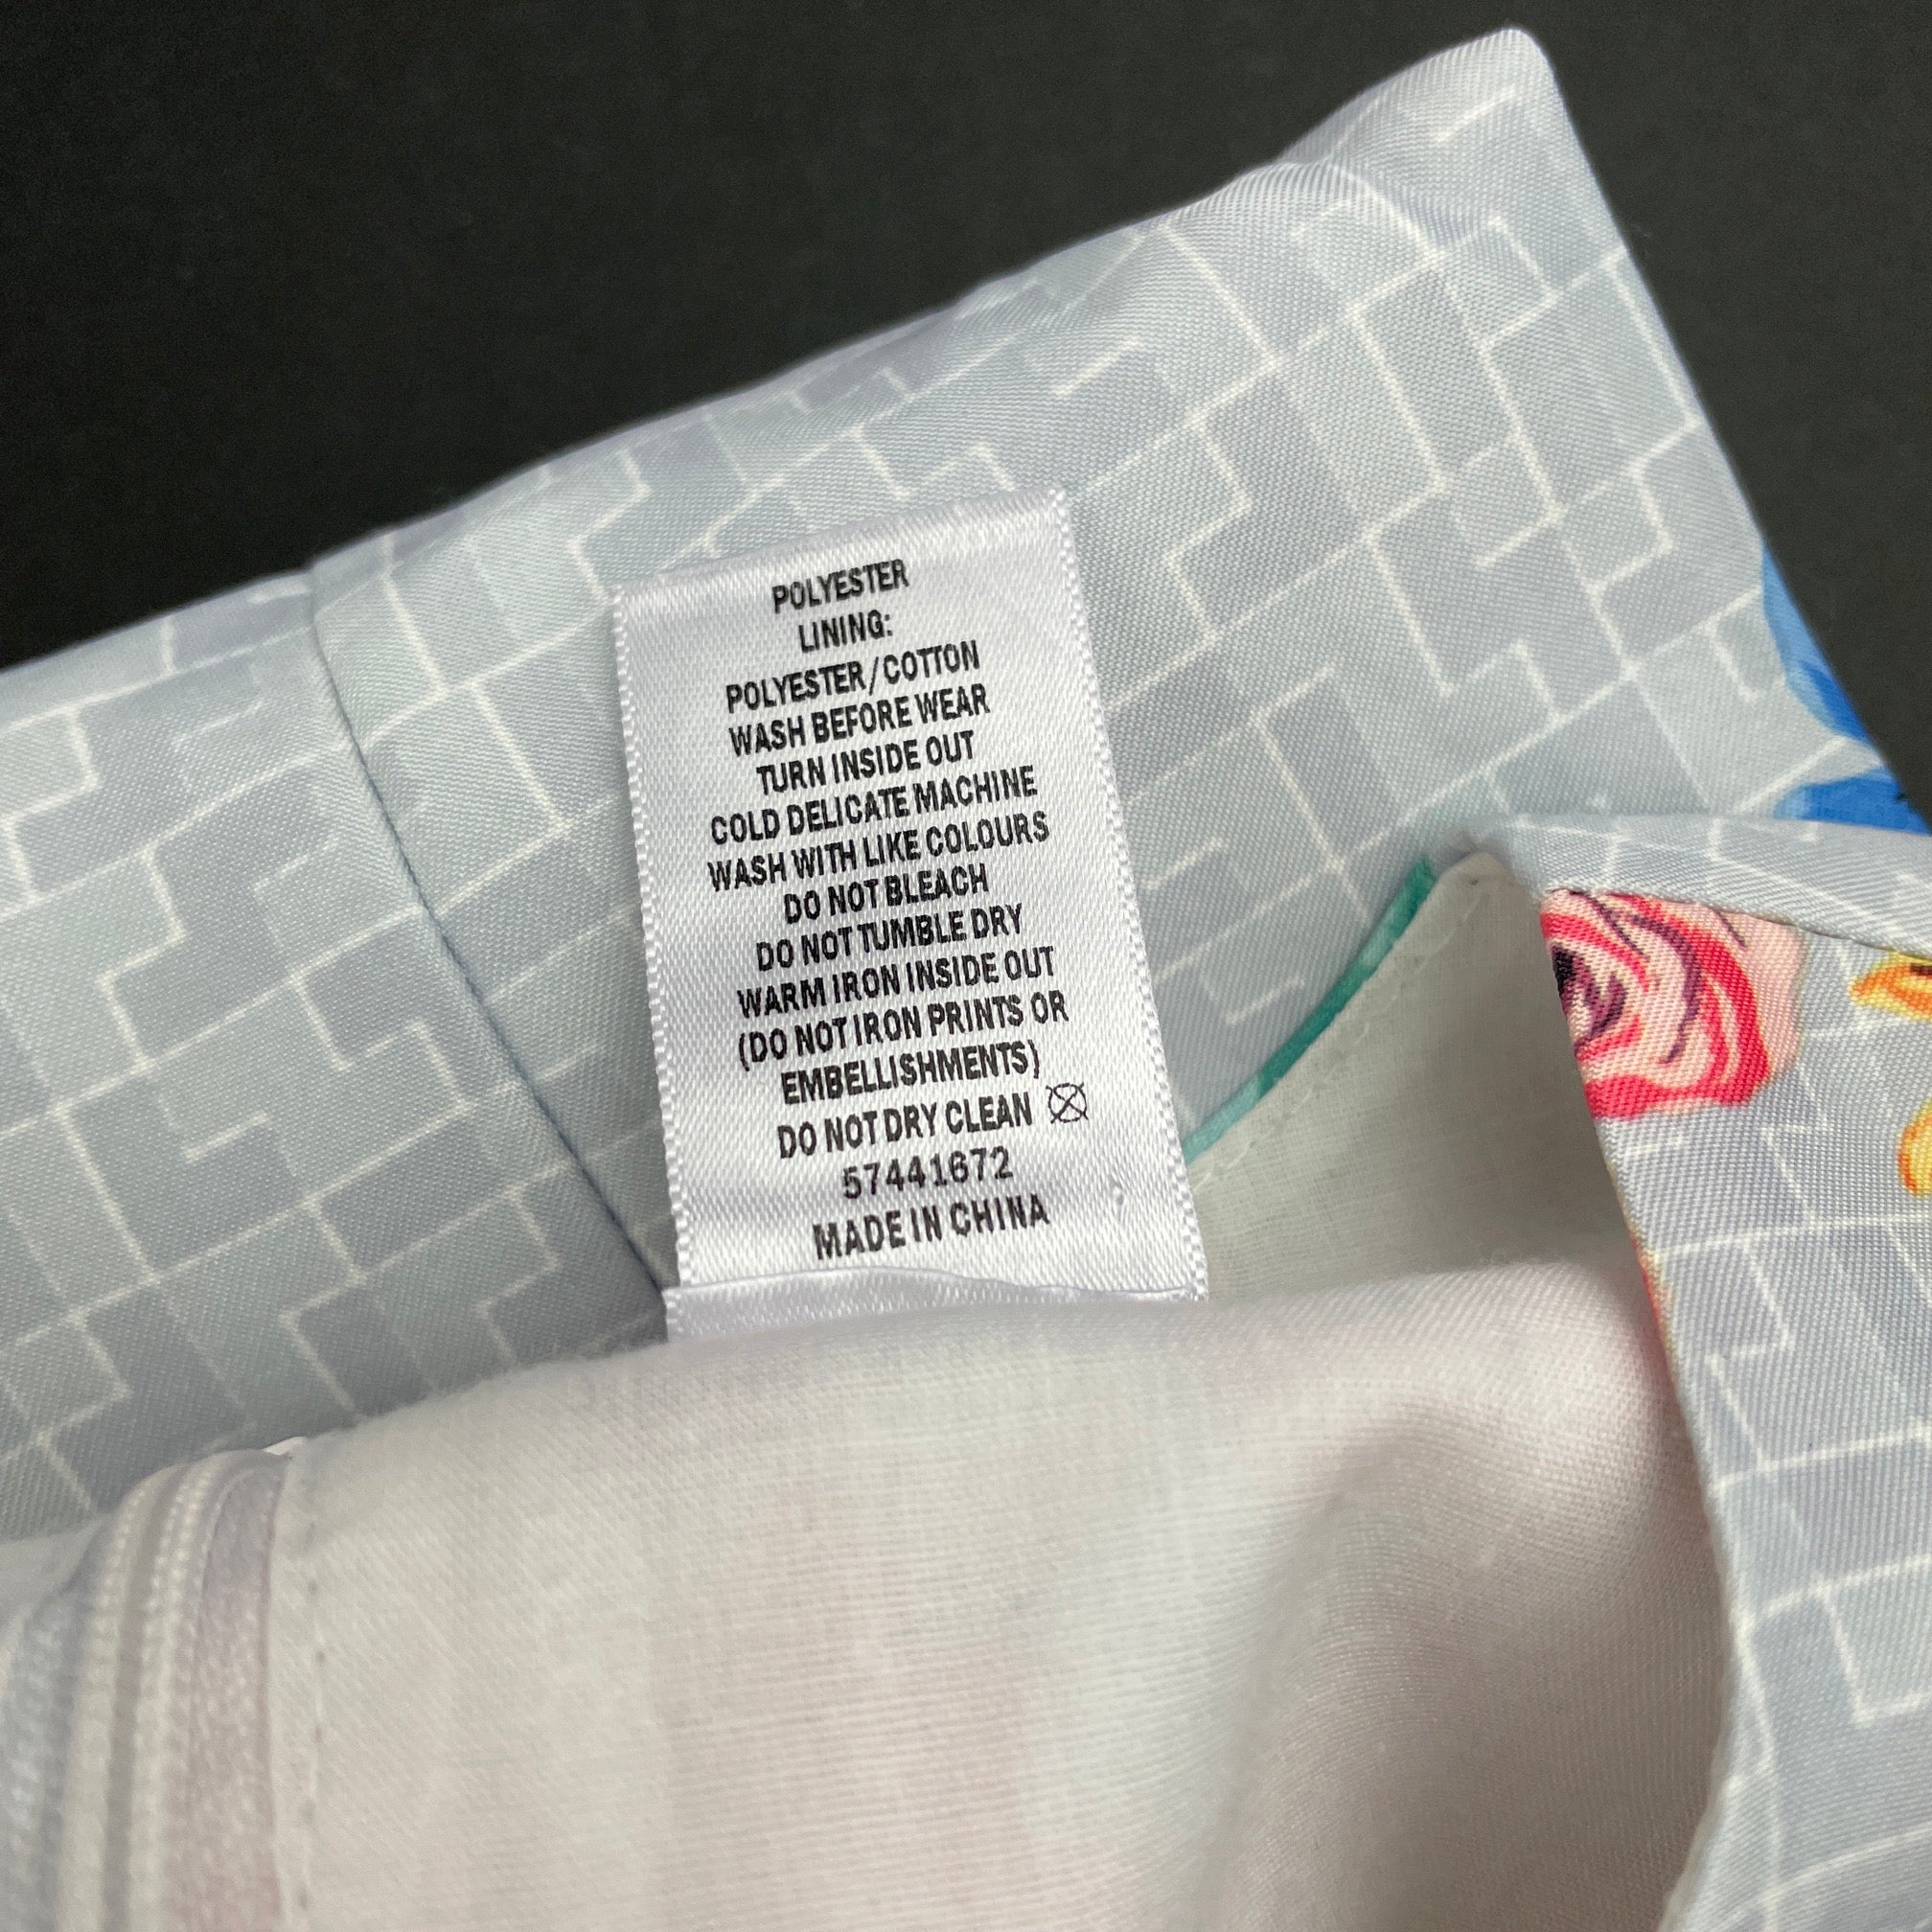 POLYESTER
LINING:
POLYESTER/COTTON
WASH BEFORE WEAR
TURN INSIDE OUT
COLD DELICATE MACHINE
WASH WITH LIKE COLOURS
DO NOT BLEACH
DO NOT TUMBLE DRY
WARM IRON INSIDE OUT
(DO NOT IRON PRINTS OR
EMBELLISHMENTS)
DO NOT DRY CLEAN
57441672
MADE IN CHINA